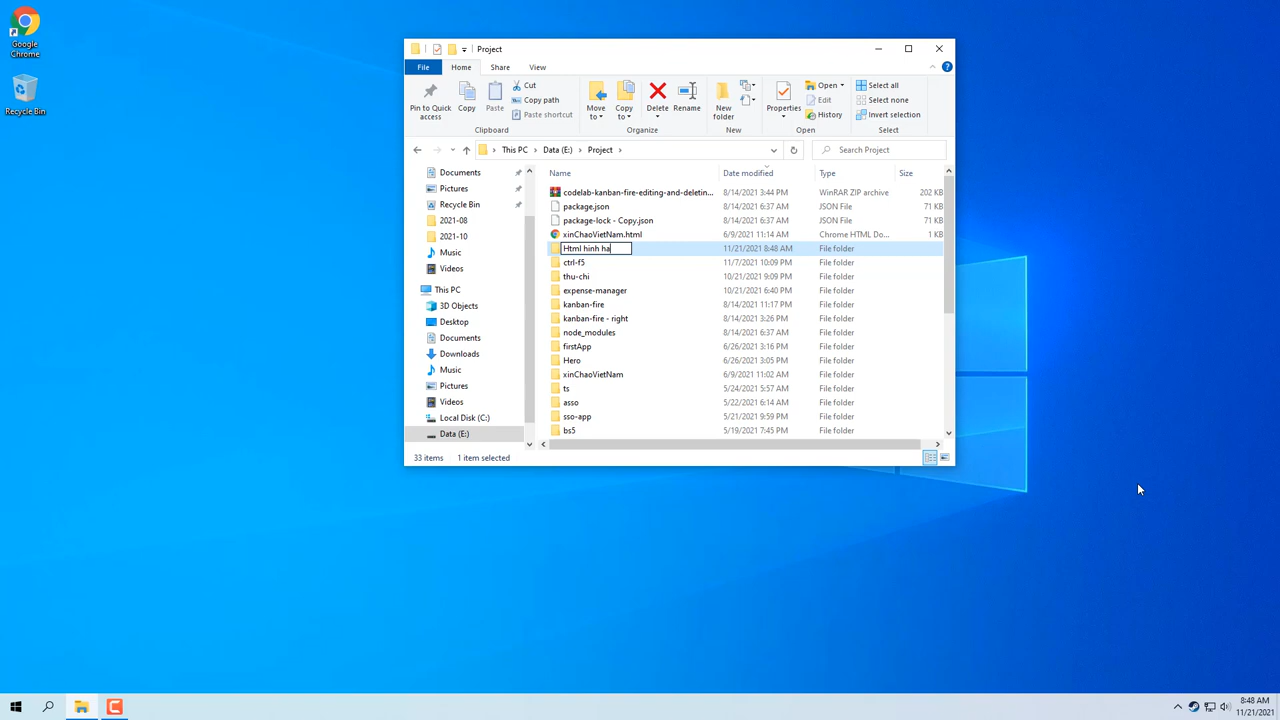 Google Chrome
Recycle Bin
Project
File Home Share View
Pin to Quick access
Copy
Paste
Cut
Copy path
Paste shortcut
Clipboard
Move to
Copy to
Delete
Rename
Organize
New folder
New
Properties
Open
Edit
History
Open
Select all
Select none
Invert selection
Select
This PC > Data (E:) > Project >
Search Project
Documents
Pictures
Recycle Bin
2021-08
2021-10
Music
Videos
This PC
3D Objects
Desktop
Documents
Downloads
Music
Pictures
Videos
Local Disk (C:)
Data (E:)
Name Date modified Type Size
codelab-kanban-fire-editing-and-deletin... 8/14/2021 3:44 PM WinRAR ZIP archive 202 KB
package.json 8/14/2021 6:37 AM JSON File 71 KB
package-lock - Copy.json 8/14/2021 6:37 AM JSON File 71 KB
xinChaoVietNam.html 6/9/2021 11:14 AM Chrome HTML Do... 1 KB
Html hinh ha 11/21/2021 8:48 AM File folder
ctrl-f5 11/7/2021 10:09 PM File folder
thu-chi 10/21/2021 9:09 PM File folder
expense-manager 10/21/2021 6:40 PM File folder
kanban-fire 8/14/2021 11:17 PM File folder
kanban-fire - right 8/14/2021 3:26 PM File folder
node_modules 8/14/2021 6:37 AM File folder
firstApp 6/26/2021 3:16 PM File folder
Hero 6/26/2021 3:05 PM File folder
xinChaoVietNam 6/9/2021 11:02 AM File folder
ts 5/24/2021 5:57 AM File folder
asso 5/22/2021 6:14 AM File folder
sso-app 5/21/2021 9:59 PM File folder
bs5 5/19/2021 7:45 PM File folder
33 items 1 item selected
8:48 AM
11/21/2021